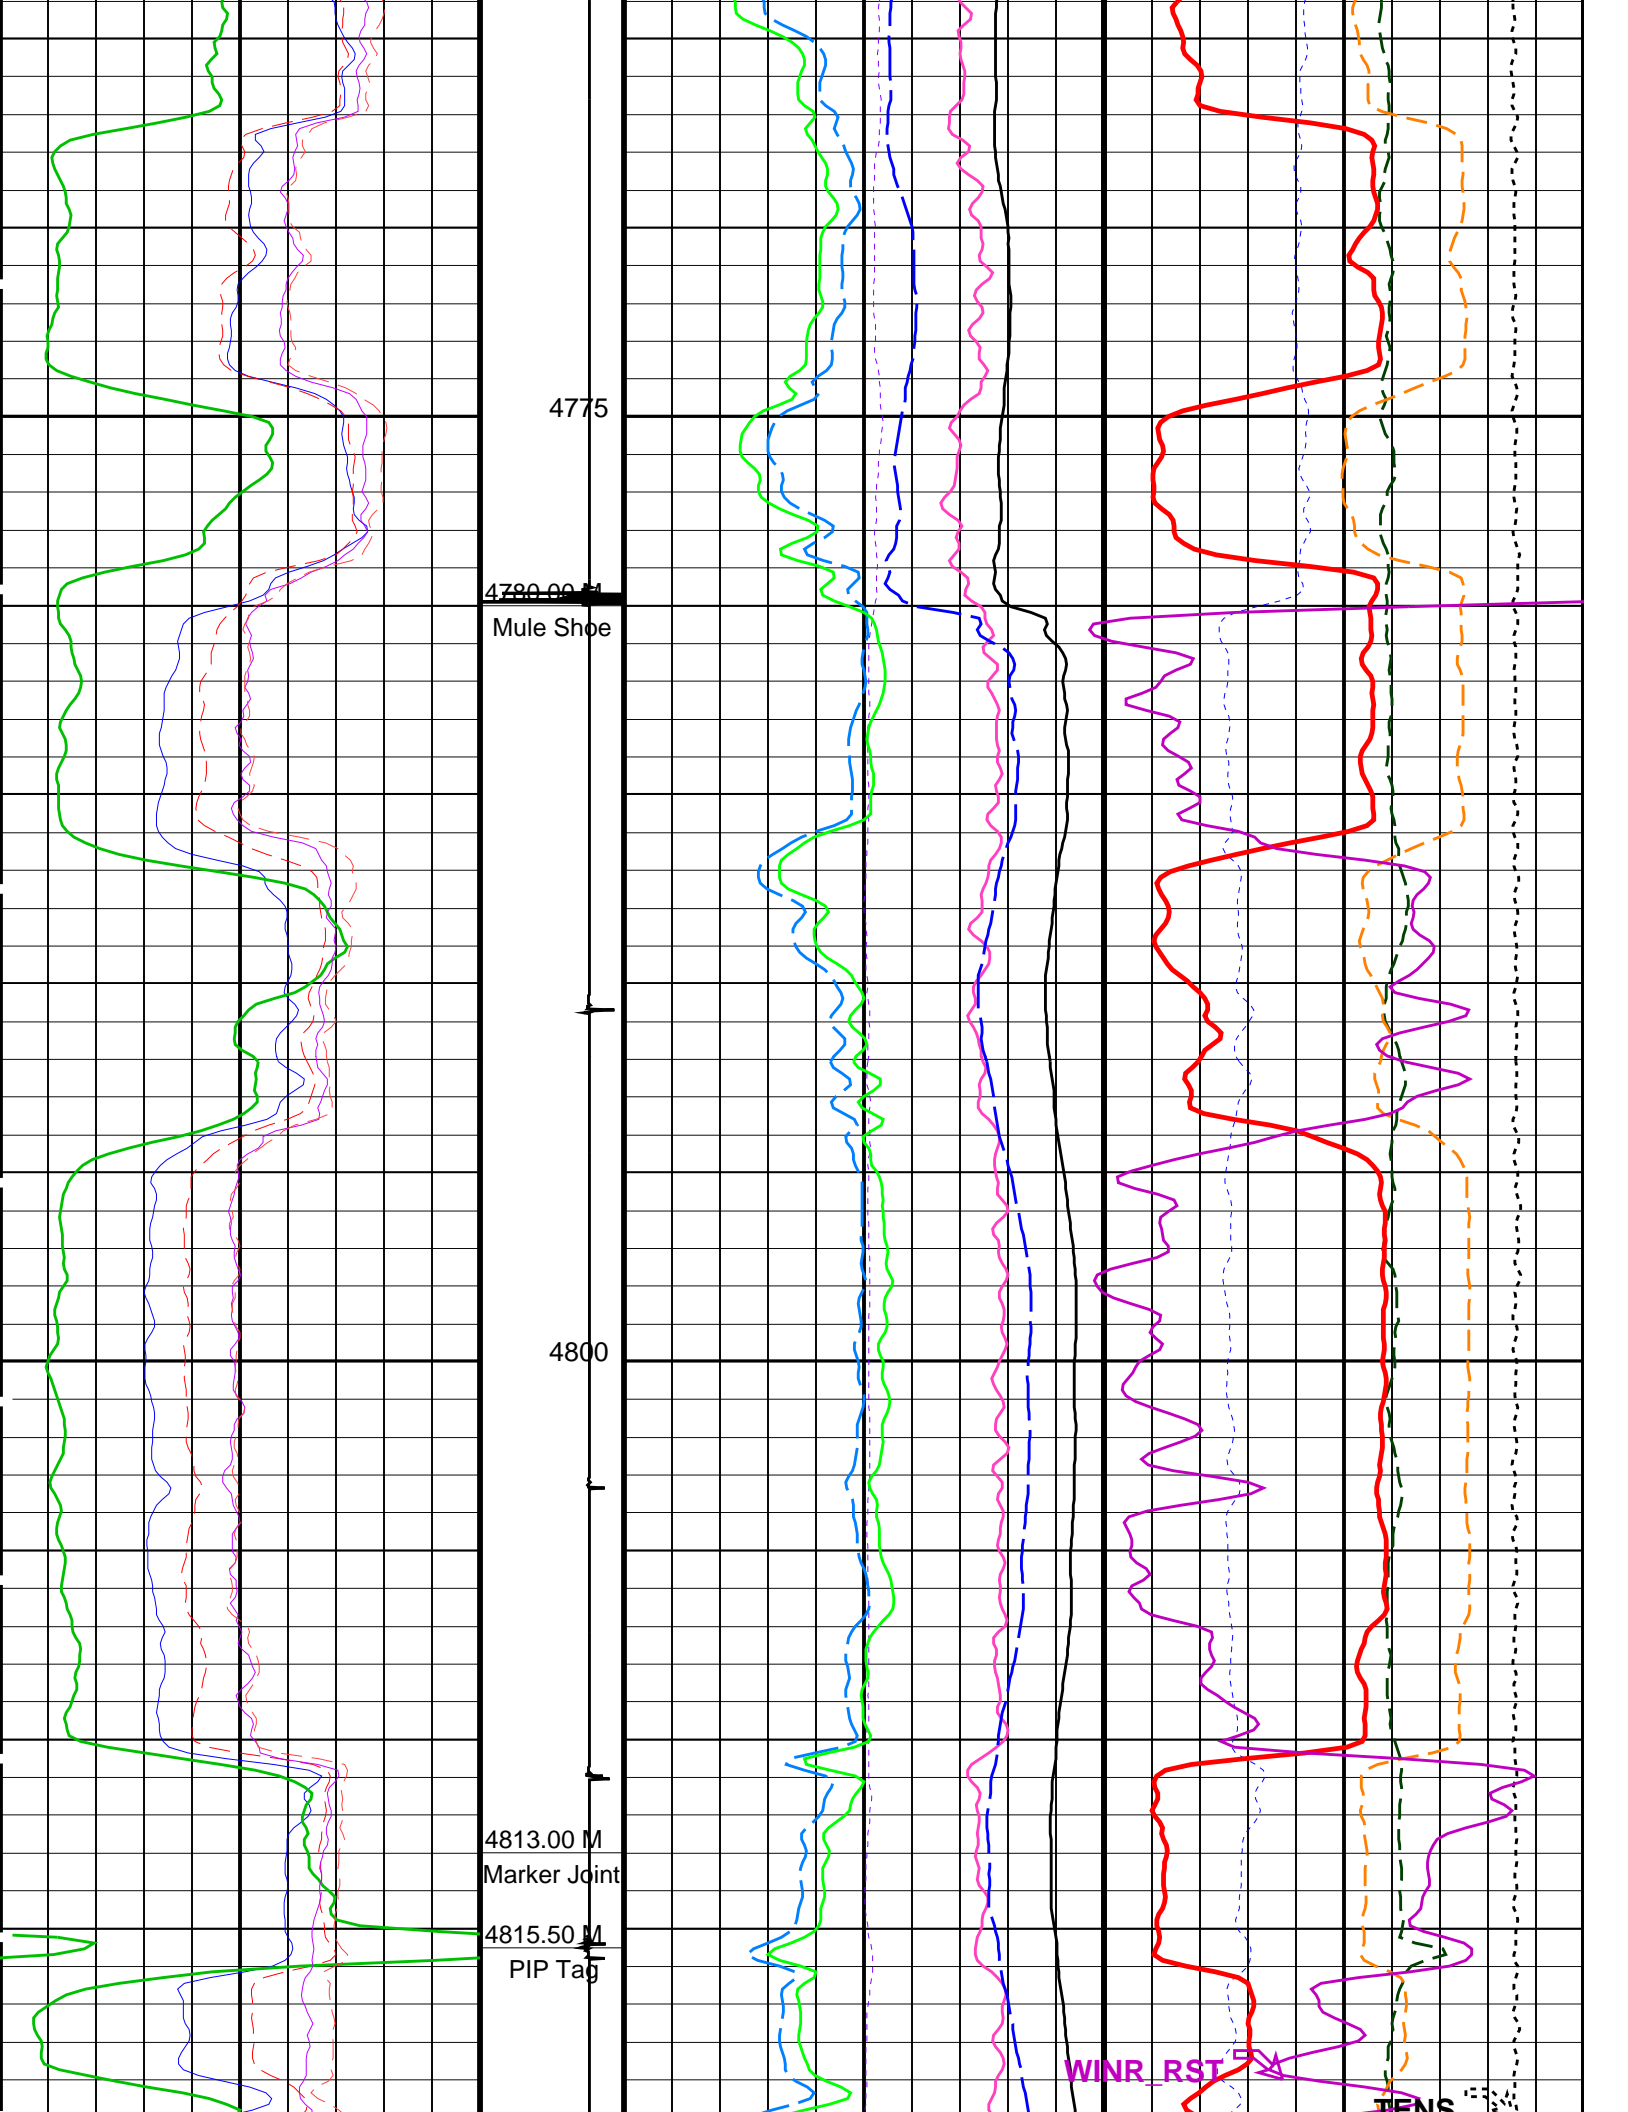 4775
4780.00 M
Mule Shoe
4800
4813.00 M
Marker Joint
4815.50 M
PIP Tag
WINR_RST
TENS